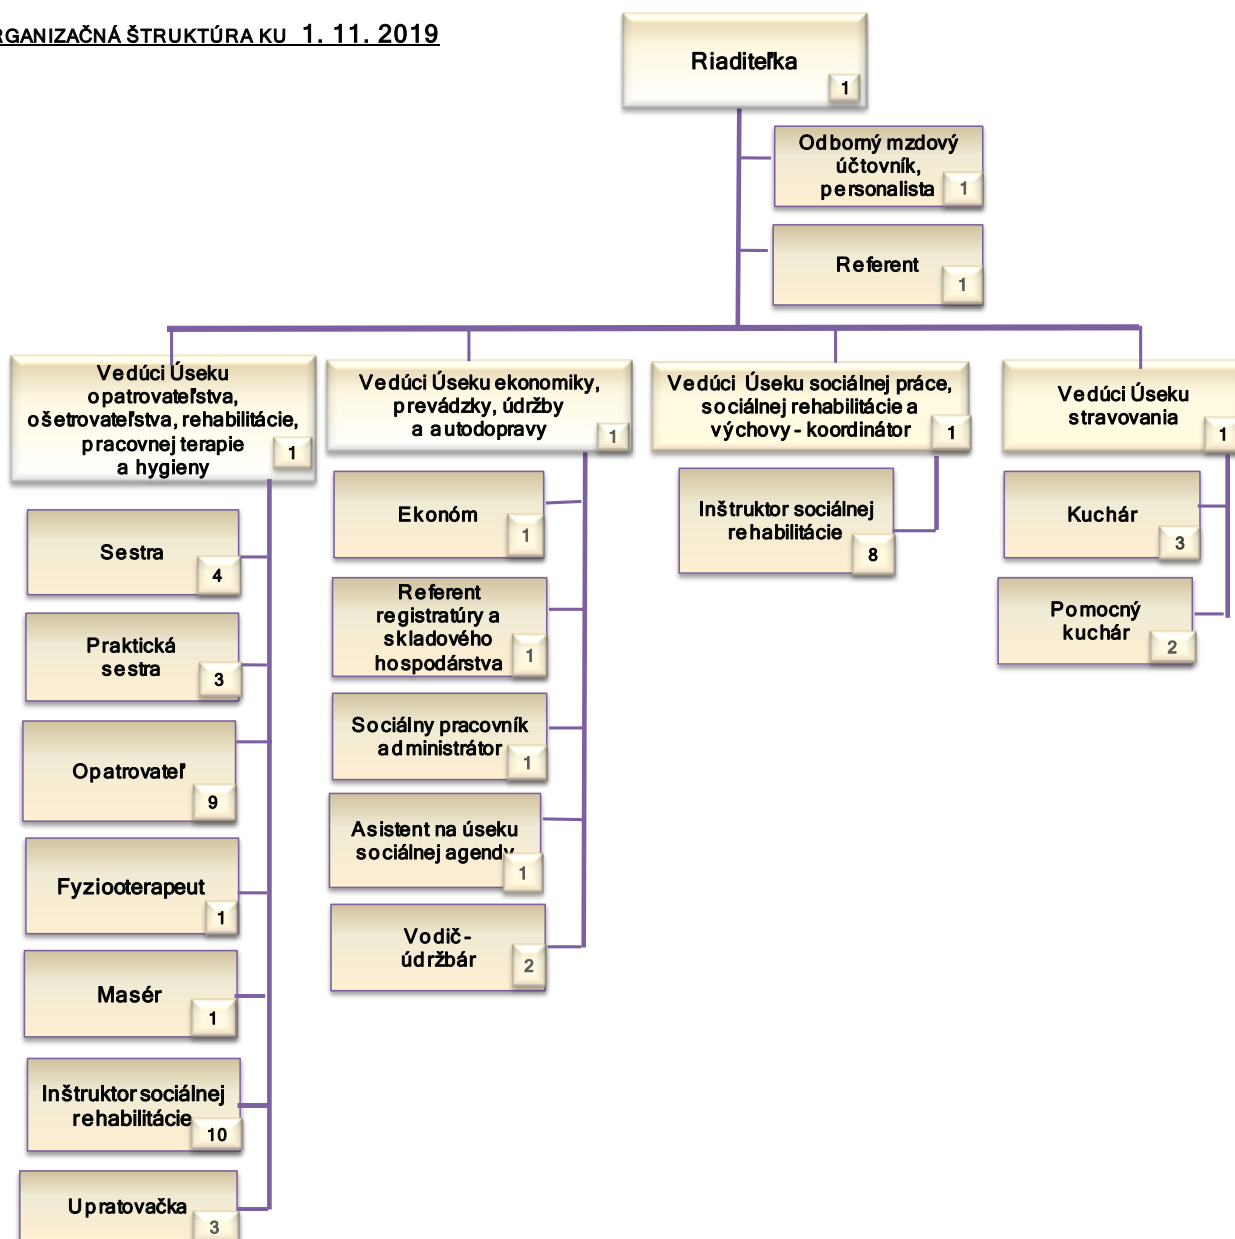 RGANIZAČNÁ ŠTRUKTÚRA KU 1. 11. 2019
Riaditeľka
1
Odborný mzdový
účtovník,
personalista
1
Referent
1
Vedúci Úseku
opatrovateľstva,
ošetrovateľstva, rehabilitácie,
pracovnej terapie
a hygieny
1
Sestra
4
Praktická
sestra
3
Opatrovateľ
9
Fyziooterapeut
1
Masér
1
Inštruktor sociálnej
rehabilitácie
10
Upratovačka
3
Vedúci Úseku ekonomiky,
prevádzky, údržby
a autodopravy
1
Ekonóm
1
Referent
registratúry a
skladového
hospodárstva
1
Sociálny pracovník
administrátor
1
Asistent na úseku
sociálnej agendy
1
Vodič-
údržbár
2
Vedúci Úseku sociálnej práce,
sociálnej rehabilitácie a
výchovy - koordinátor
1
Inštruktor sociálnej
rehabilitácie
8
Vedúci Úseku
stravovania
1
Kuchár
3
Pomocný
kuchár
2